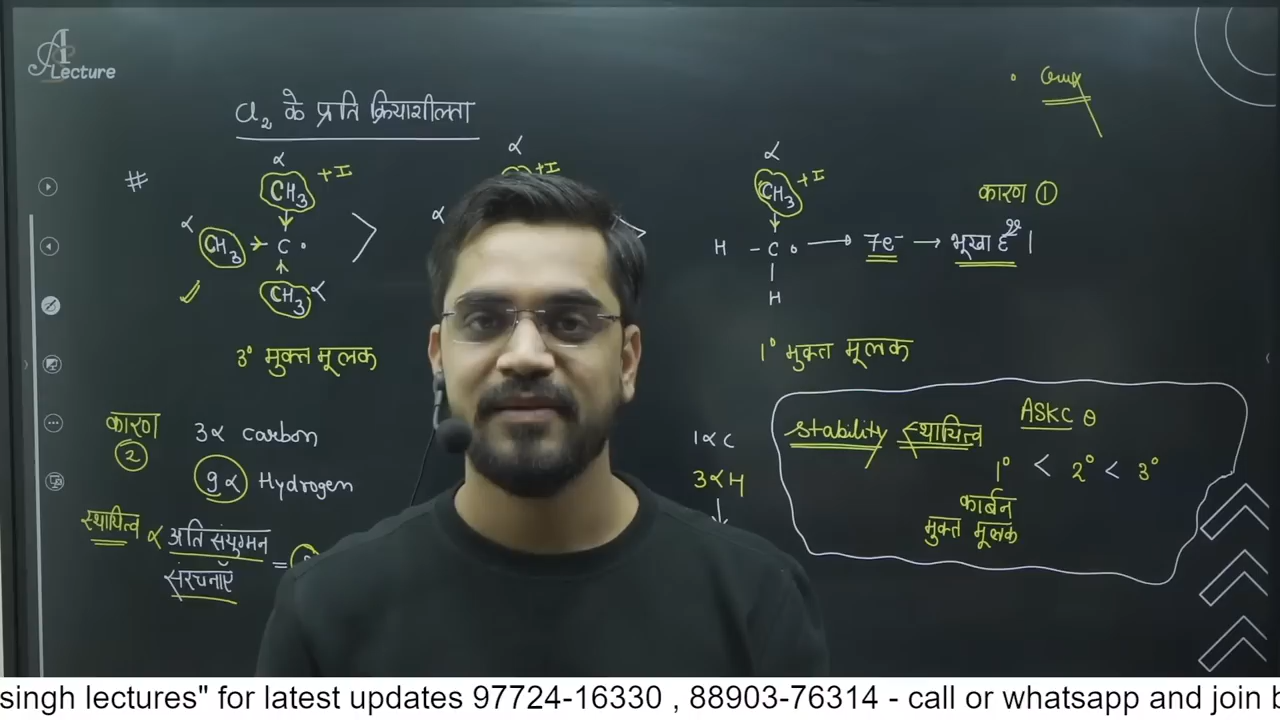 A Lecture
Cl₂ के प्रति क्रियाशीलता
#
α
CH₃ +I
α
CH₃ → C •
CH₃ α
3° मुक्त मूलक
>
α
+I
α
α
CH₃ +I
H – C • → 7e⁻ → भूखा है।
H
1° मुक्त मूलक
कारण ①
कारण ②
3α carbon
9α Hydrogen
स्थायित्व α अति संयुग्मन संरचनाएँ =
1αC
3αH
Stability स्थायित्व
ASKC θ
1° < 2° < 3°
कार्बन
मुक्त मूलक
singh lectures" for latest updates 97724-16330 , 88903-76314 - call or whatsapp and join b